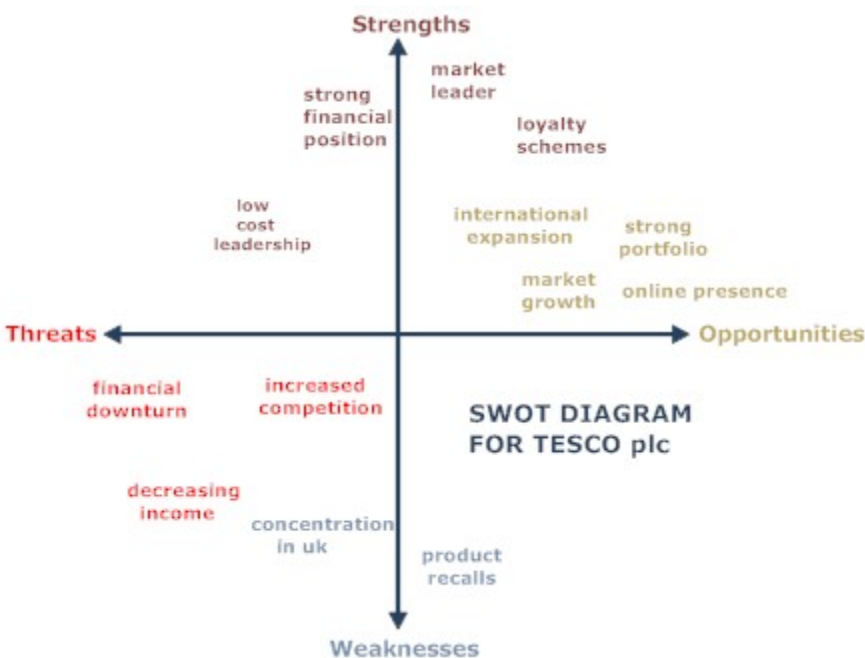 Strengths
market
leader
strong
financial
position
loyalty
schemes
low
cost
leadership
international
expansion
strong
portfolio
market
growth
online presence
Threats
Opportunities
financial
downturn
increased
competition
SWOT DIAGRAM
FOR TESCO plc
decreasing
income
concentration
in uk
product
recalls
Weaknesses